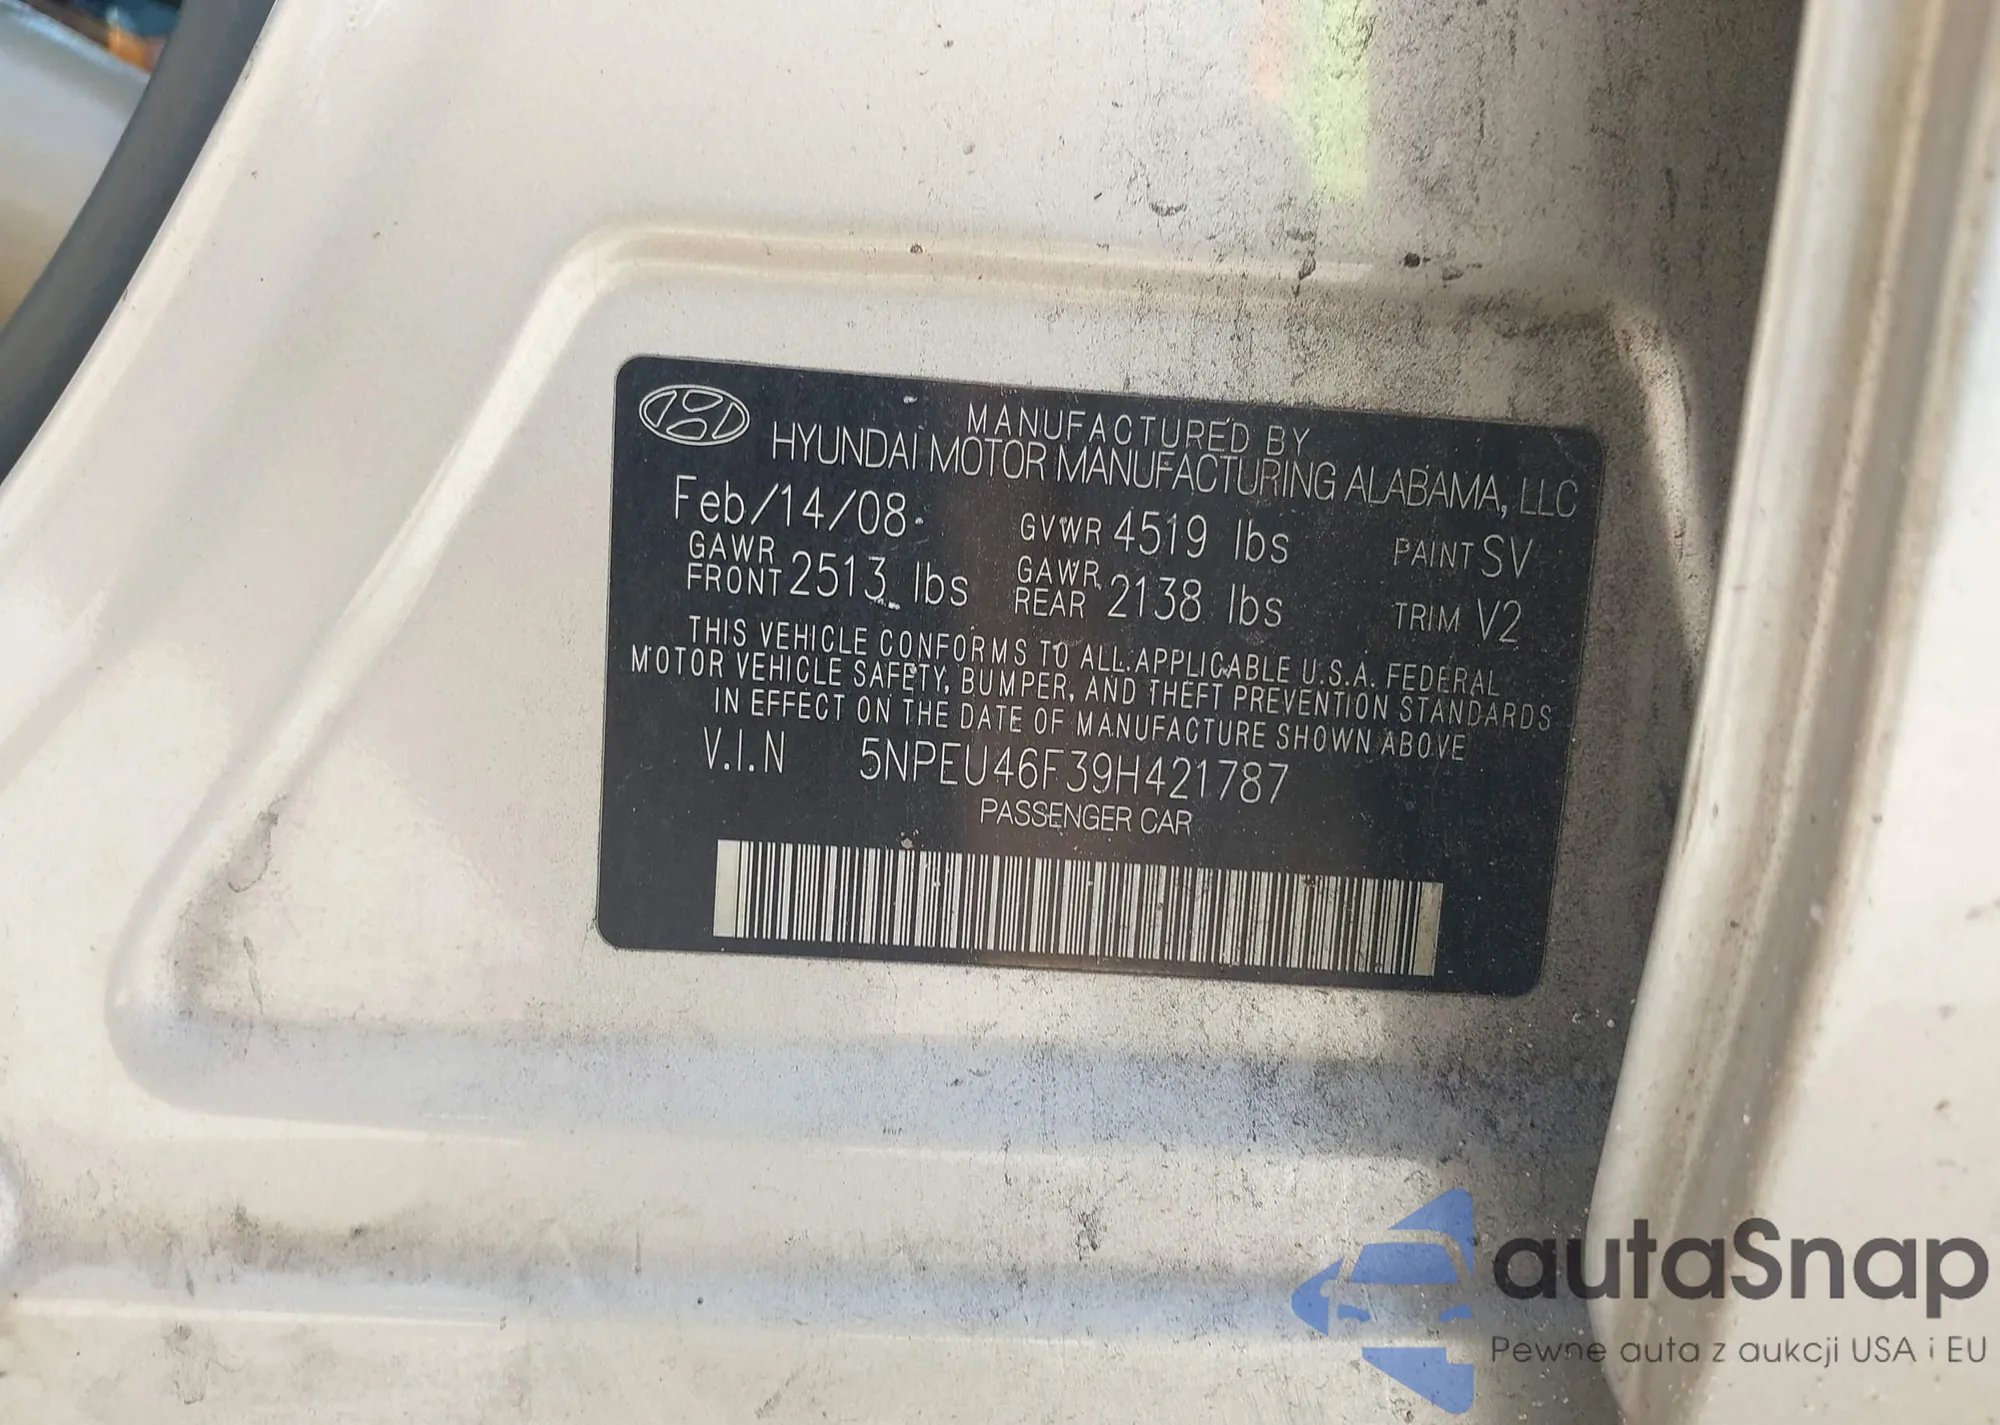 MANUFACTURED BY
HYUNDAI MOTOR MANUFACTURING ALABAMA, LLC
Feb/14/08 GVWR 4519 lbs PAINT SV
GAWR FRONT 2513 lbs GAWR REAR 2138 lbs TRIM V2
THIS VEHICLE CONFORMS TO ALL APPLICABLE U.S.A. FEDERAL
MOTOR VEHICLE SAFETY, BUMPER, AND THEFT PREVENTION STANDARDS
IN EFFECT ON THE DATE OF MANUFACTURE SHOWN ABOVE
V.I.N 5NPEU46F39H421787
PASSENGER CAR
autaSnap
Pewne auta z aukcji USA i EU